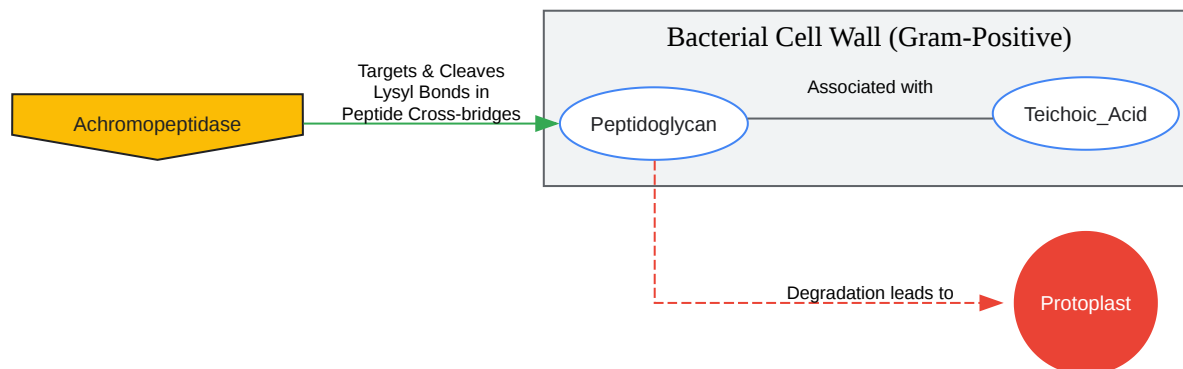 Bacterial Cell Wall (Gram-Positive)
Targets & Cleaves
Lysyl Bonds in
Peptide Cross-bridges
Associated with
Achromopeptidase
Peptidoglycan
Teichoic_Acid
Degradation leads to
Protoplast